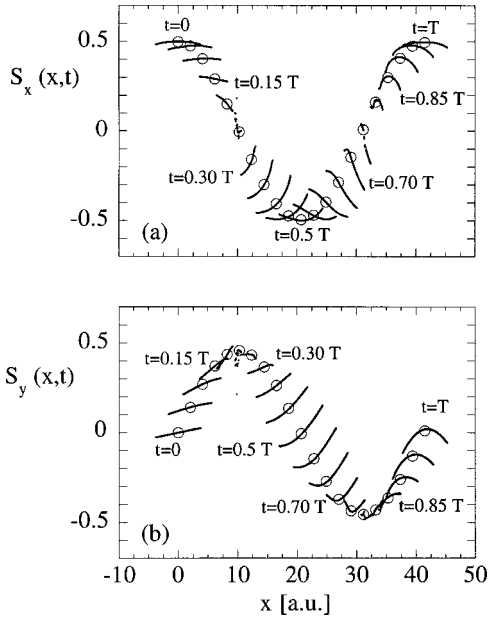 t=0
t=T
0.5
S_x (x,t)
t=0.15 T
t=0.85 T
0
t=0.30 T
t=0.70 T
-0.5
(a)
t=0.5 T
0.5
t=0.15 T
t=0.30 T
S_y (x,t)
t=T
0
t=0
t=0.5 T
t=0.70 T
t=0.85 T
-0.5
(b)
-10 0 10 20 30 40 50
x [a.u.]